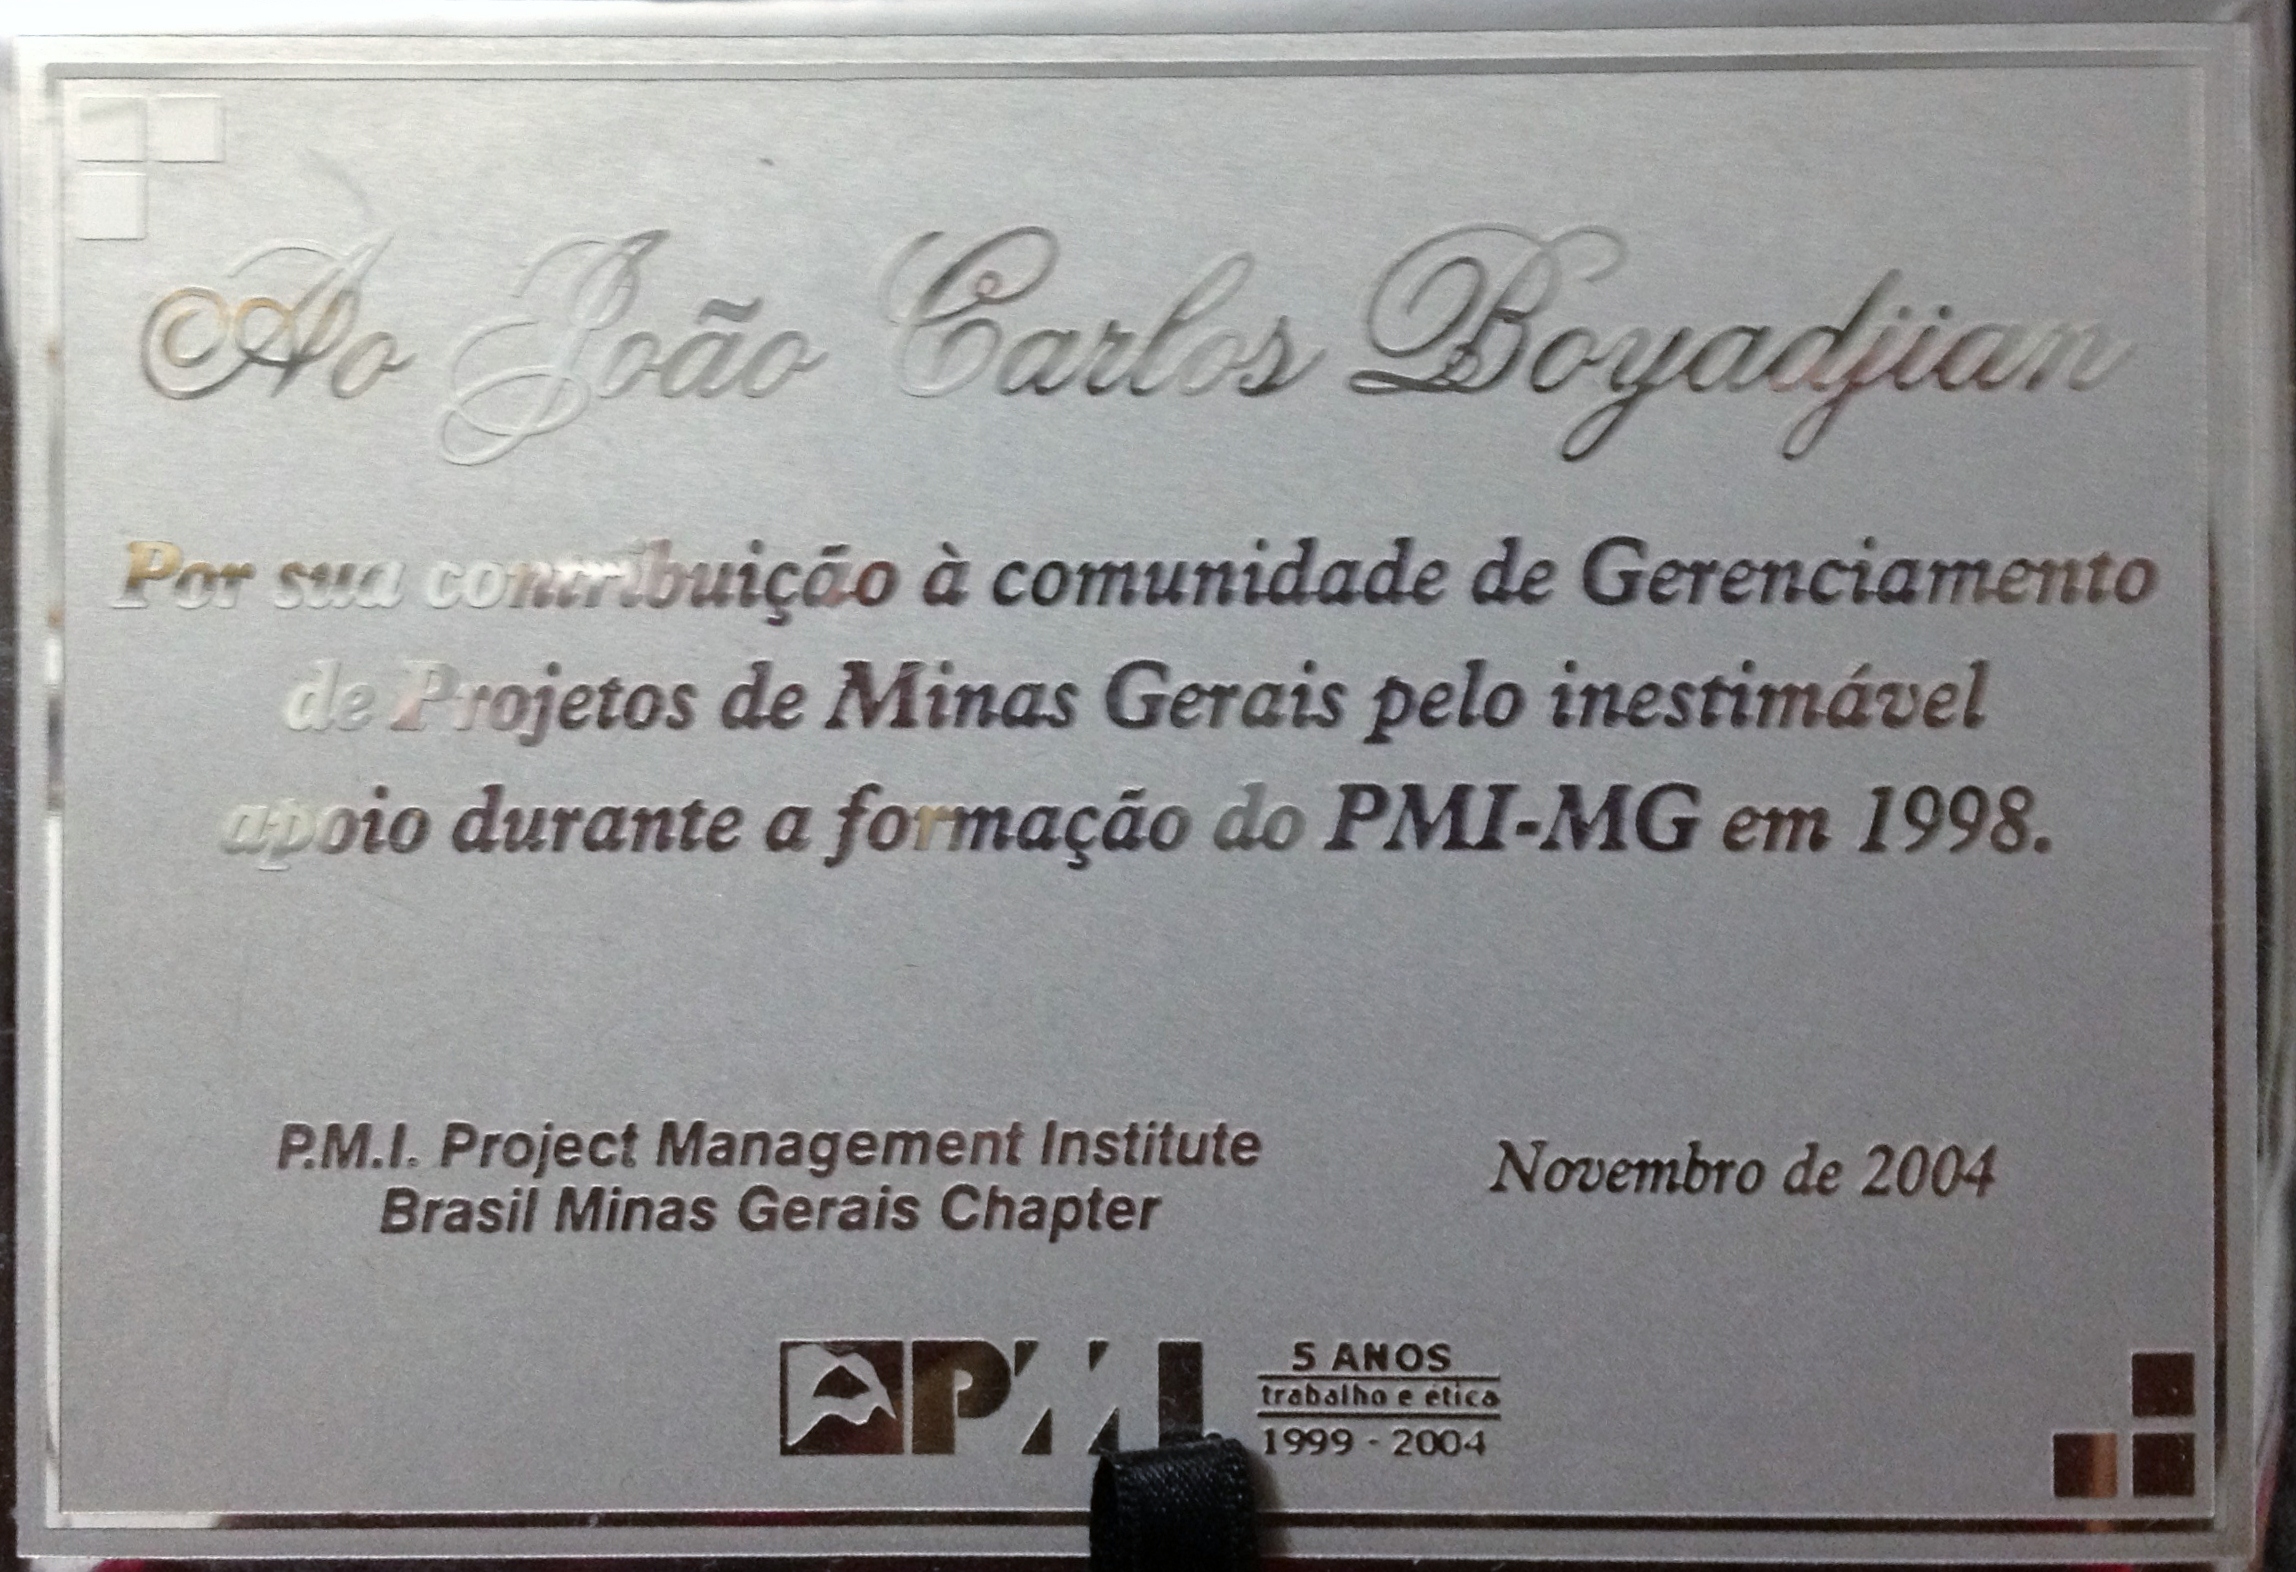 Ao João Carlos Boyadjian
Por sua contribuição à comunidade de Gerenciamento
de Projetos de Minas Gerais pelo inestimável
apoio durante a formação do PMI-MG em 1998.
P.M.I. Project Management Institute
Brasil Minas Gerais Chapter
Novembro de 2004
PMI
5 ANOS
trabalho e ética
1999 - 2004